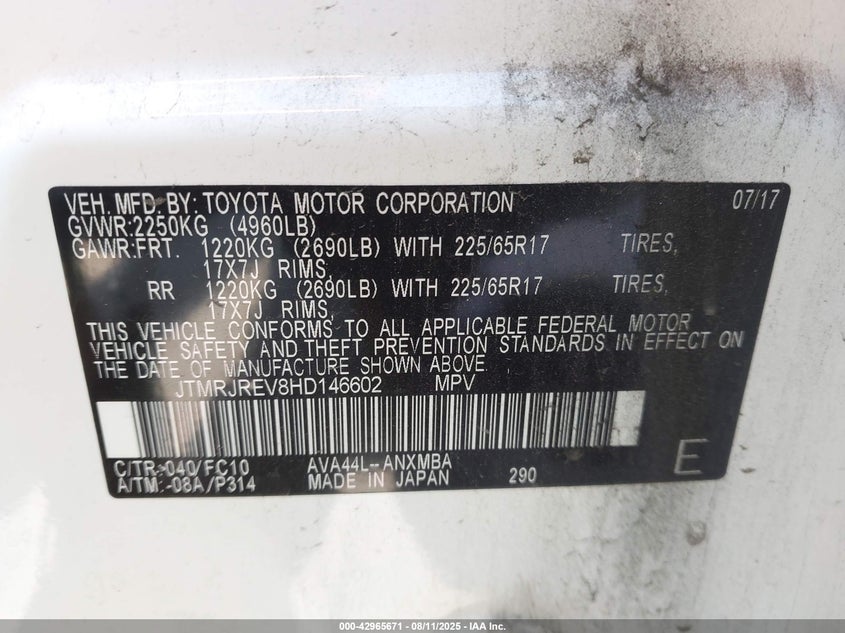 VEH. MFD. BY: TOYOTA MOTOR CORPORATION 07/17
GVWR:2250KG (4960LB)
GAWR:FRT. 1220KG (2690LB) WITH 225/65R17 TIRES,
17X7J RIMS,
RR 1220KG (2690LB) WITH 225/65R17 TIRES,
17X7J RIMS,
THIS VEHICLE CONFORMS TO ALL APPLICABLE FEDERAL MOTOR
VEHICLE SAFETY AND THEFT PREVENTION STANDARDS IN EFFECT ON
THE DATE OF MANUFACTURE SHOWN ABOVE.
JTMRJREV8HD146602 MPV
C/TR:040/FC10 AVA44L-ANXMBA E
A/TM:-08A/P314 MADE IN JAPAN 290
000-42965671 - 08/11/2025 - IAA Inc.